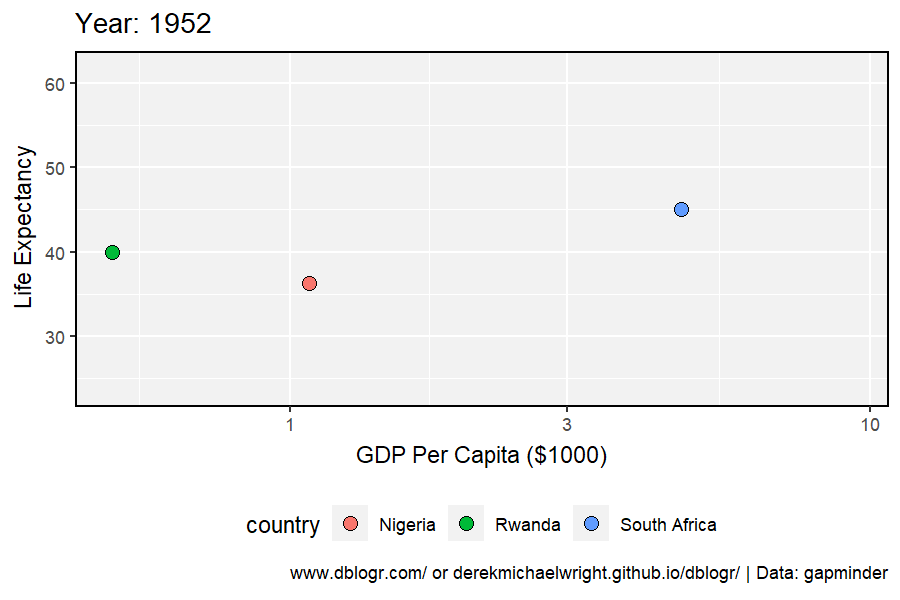 Year: 1952
Life Expectancy
60
50
40
30
1 3 10
GDP Per Capita ($1000)
country Nigeria Rwanda South Africa
www.dblogr.com/ or derekmichaelwright.github.io/dblogr/ | Data: gapminder